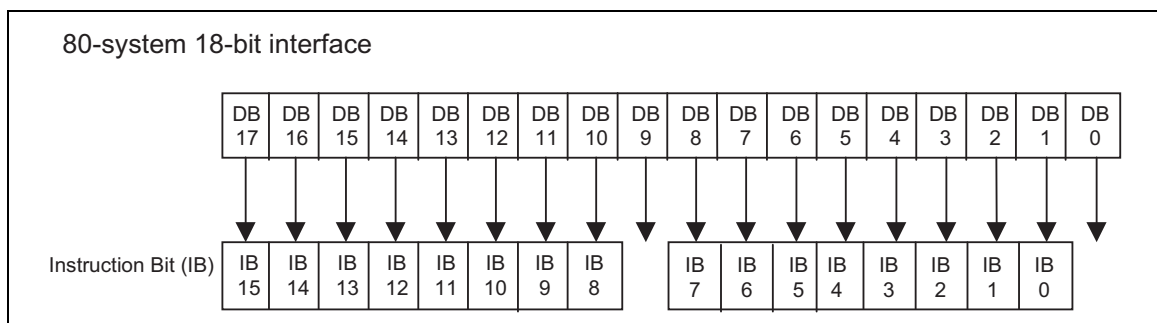 80-system 18-bit interface
DB DB DB DB DB DB DB DB DB DB DB DB DB DB DB DB DB DB
17 16 15 14 13 12 11 10 9 8 7 6 5 4 3 2 1 0
Instruction Bit (IB) IB IB IB IB IB IB IB IB IB IB IB IB IB IB IB IB
15 14 13 12 11 10 9 8 7 6 5 4 3 2 1 0